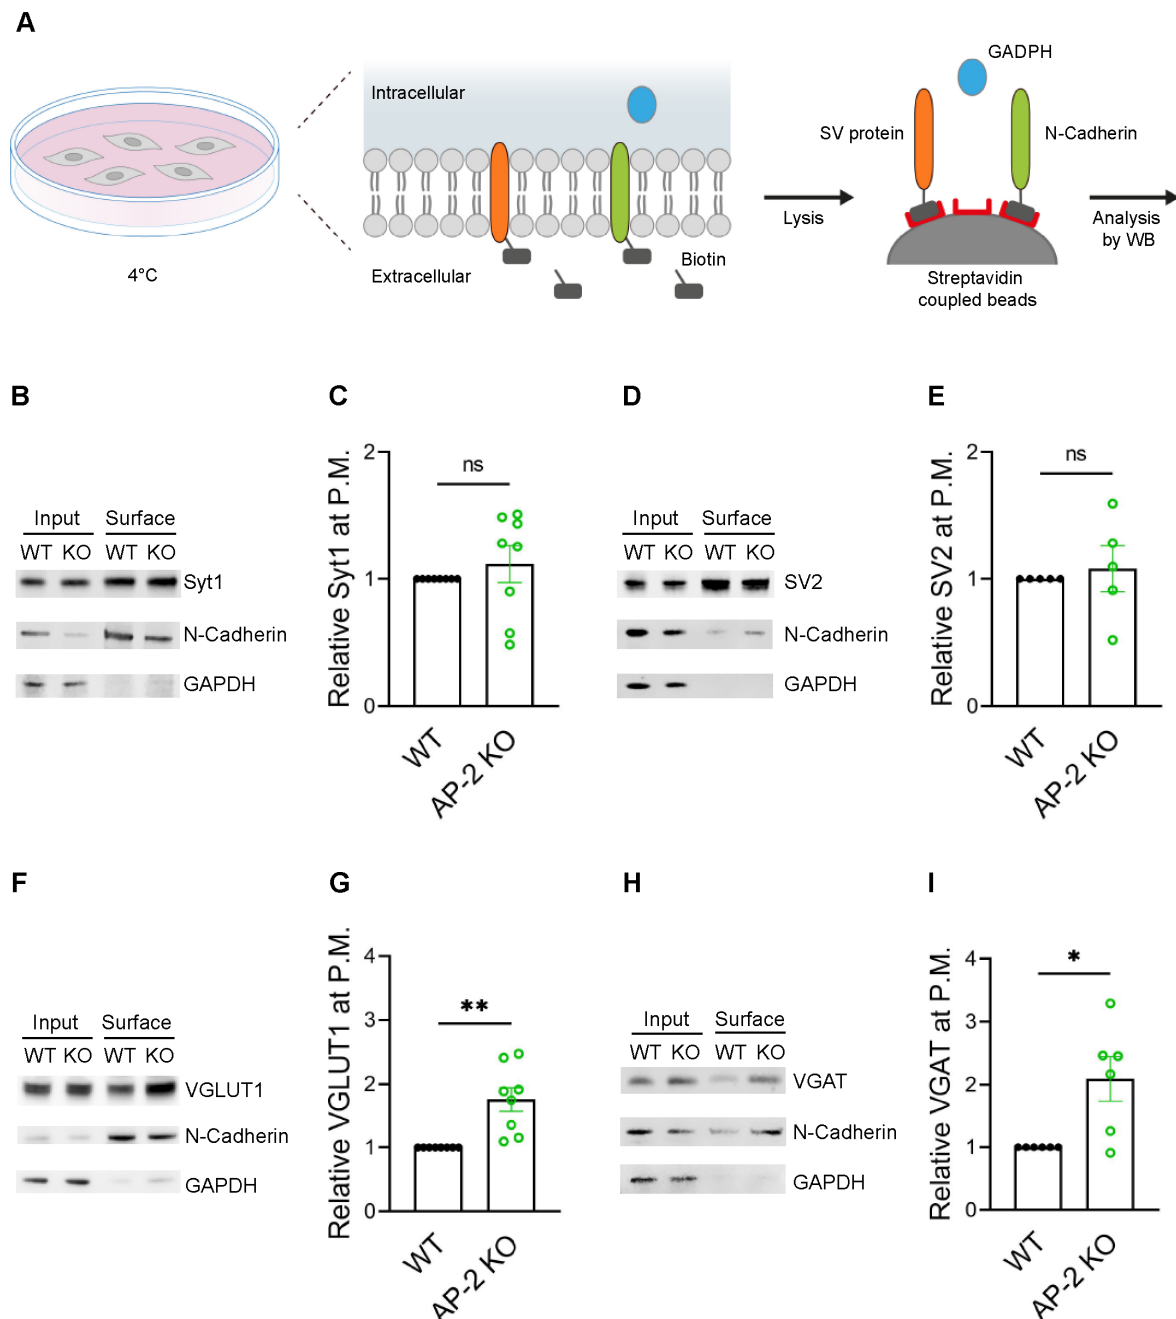 A
GADPH
Intracellular
SV protein
N-Cadherin
Lysis
Analysis
by WB
Extracellular
Biotin
4°C
Streptavidin
coupled beads
B
Input Surface
WT KO WT KO
Syt1
N-Cadherin
GAPDH
C
Relative Syt1 at P.M.
2
1
0
ns
WT
AP-2 KO
D
Input Surface
WT KO WT KO
SV2
N-Cadherin
GAPDH
E
Relative SV2 at P.M.
2
1
0
ns
WT
AP-2 KO
F
Input Surface
WT KO WT KO
VGLUT1
N-Cadherin
GAPDH
G
Relative VGLUT1 at P.M.
4
3
2
1
0
**
WT
AP-2 KO
H
Input Surface
WT KO WT KO
VGAT
N-Cadherin
GAPDH
I
Relative VGAT at P.M.
4
3
2
1
0
*
WT
AP-2 KO